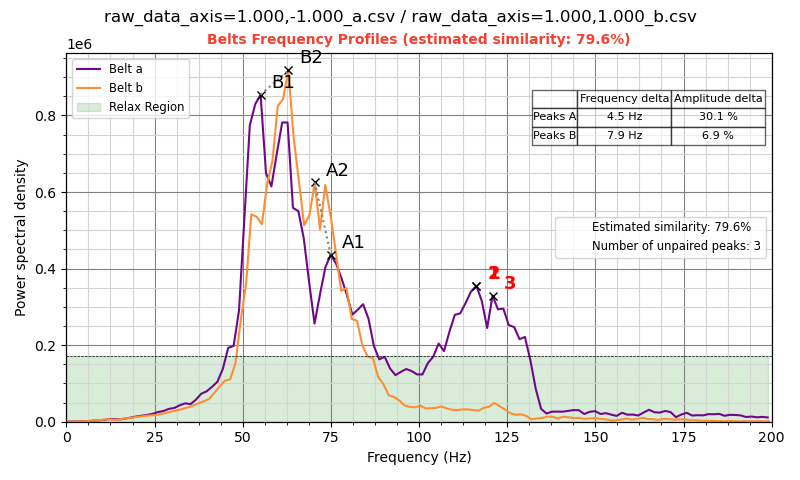 raw_data_axis=1.000,-1.000_a.csv / raw_data_axis=1.000,1.000_b.csv
Belts Frequency Profiles (estimated similarity: 79.6%)
1e6
Belt a
Belt b
Relax Region
B2
B1
A2
A1
Frequency delta Amplitude delta
Peaks A 4.5 Hz 30.1 %
Peaks B 7.9 Hz 6.9 %
Estimated similarity: 79.6%
Number of unpaired peaks: 3
2
3
Power spectral density
0.8
0.6
0.4
0.2
0.0
0 25 50 75 100 125 150 175 200
Frequency (Hz)